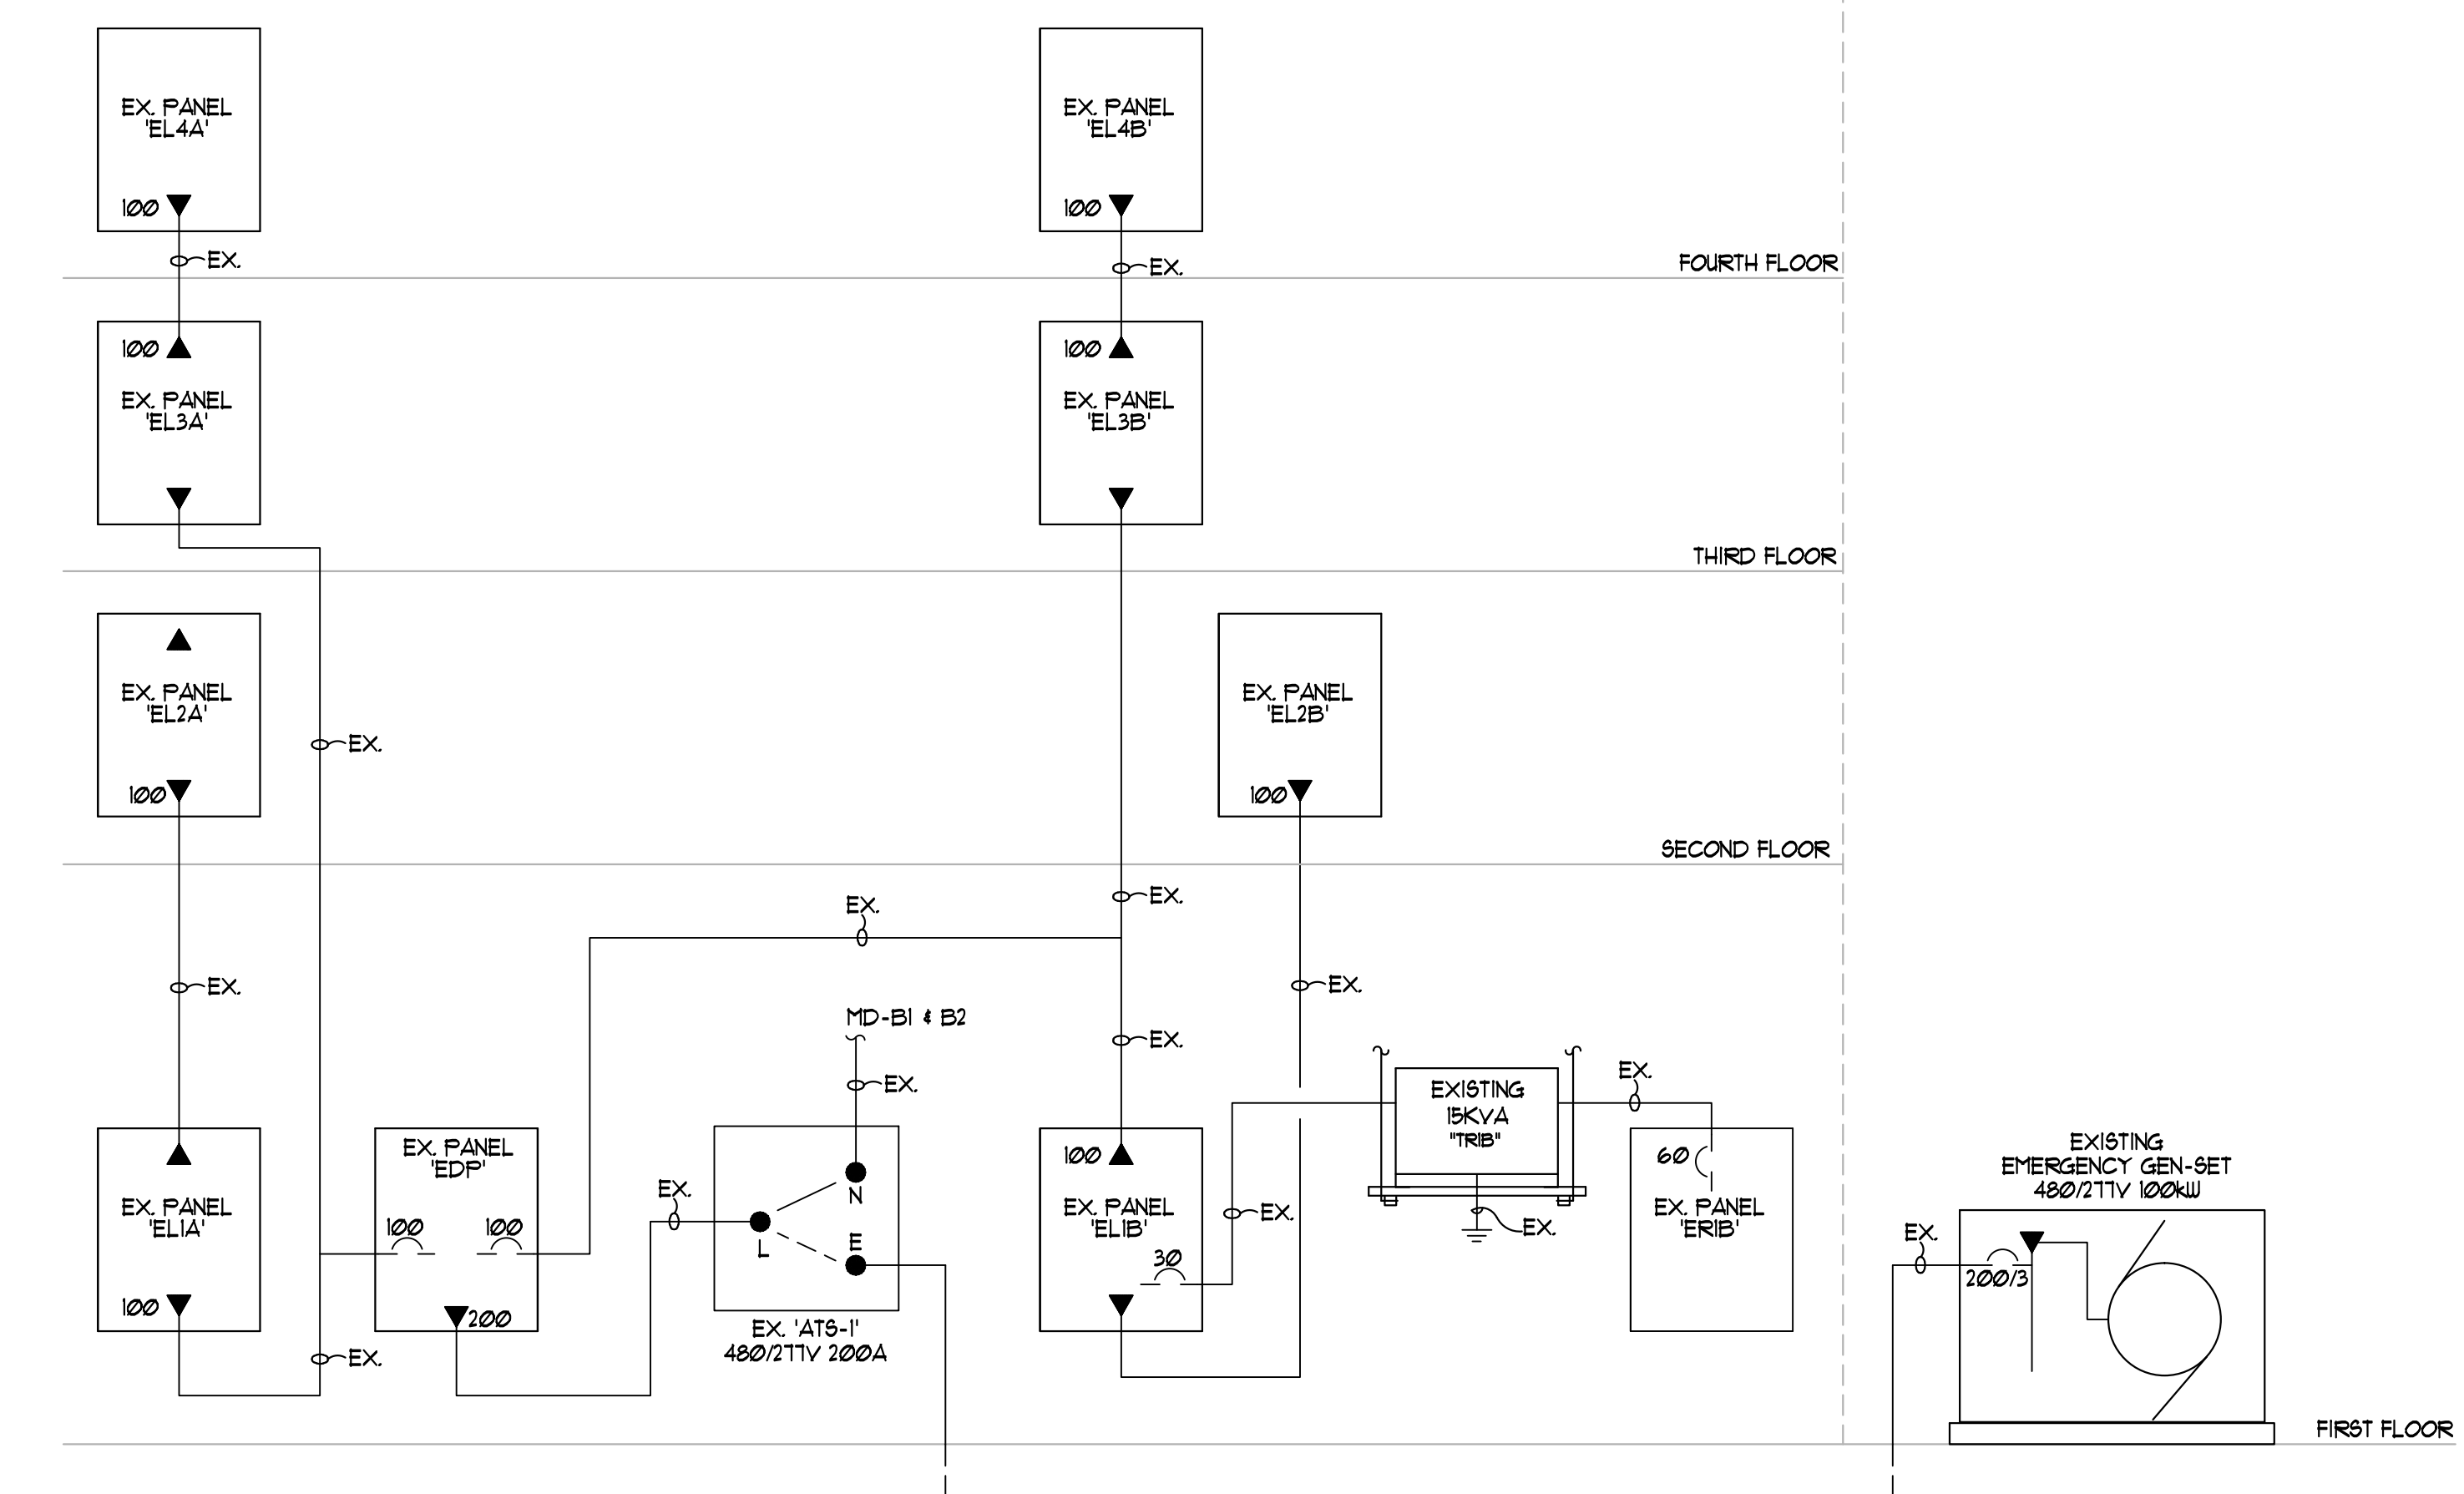 EX. PANEL
'EL4A'
100
EX.
EX. PANEL
'EL4B'
100
EX.
FOURTH FLOOR
100
EX. PANEL
'EL3A'
100
EX. PANEL
'EL3B'
THIRD FLOOR
EX. PANEL
'EL2A'
100
EX.
EX. PANEL
'EL2B'
100
SECOND FLOOR
EX.
EX.
EX.
EX.
EX.
MD-B1 & B2
EX.
EX.
EX. PANEL
'EL1A'
100
EX.
EX. PANEL
'EDP'
100
100
200
EX.
N
L
E
EX. 'ATS-1'
480/277V 200A
100
EX. PANEL
'EL1B'
30
EX.
EXISTING
15KVA
"TR1B"
EX.
EX.
60
EX. PANEL
'ER1B'
EXISTING
EMERGENCY GEN-SET
480/277V 100kW
EX.
200/3
FIRST FLOOR